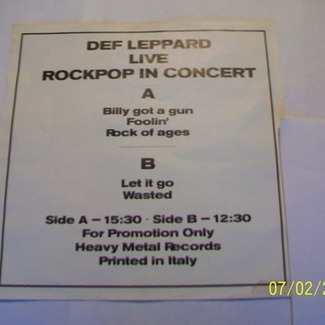 DEF LEPPARD
LIVE
ROCKPOP IN CONCERT
A
Billy got a gun
Foolin'
Rock of ages
B
Let it go
Wasted
Side A – 15:30 · Side B – 12:30
For Promotion Only
Heavy Metal Records
Printed in Italy
07/02/2